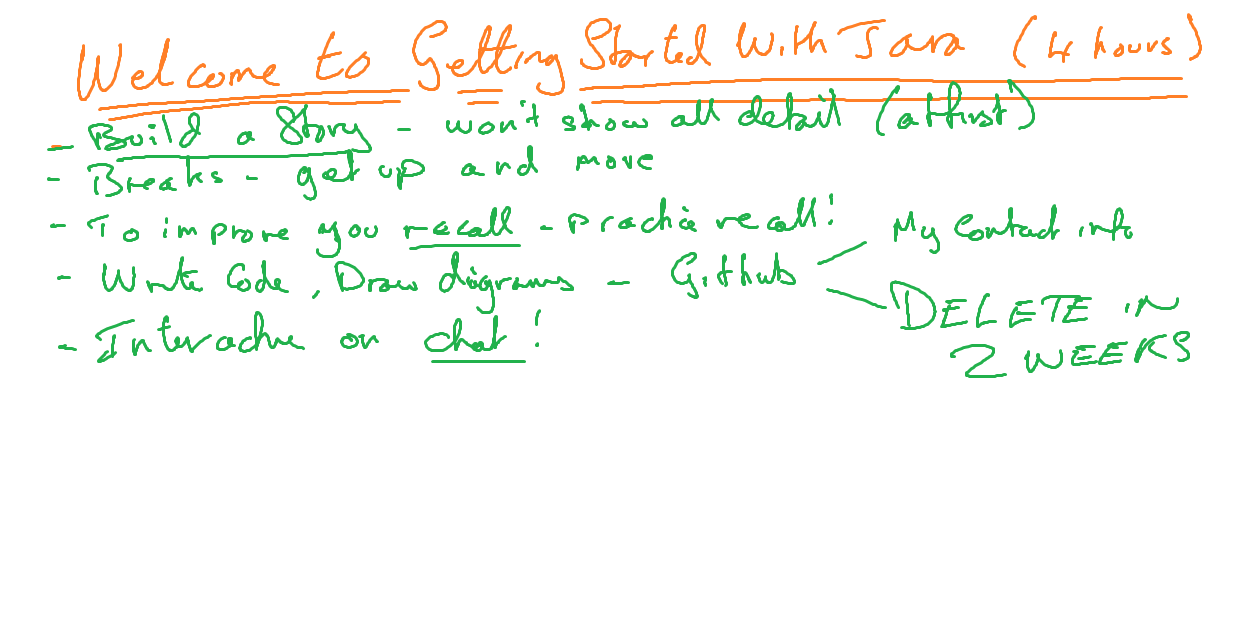 Welcome to Getting Started With Java (4 hours)
- Build a Story - won't show all detail (at first)
- Breaks - get up and move
- To improve you recall - practice recall!
- Write Code, Draw diagrams - Github
My Contact info
DELETE IN
2 WEEKS
- Interactive on chat!